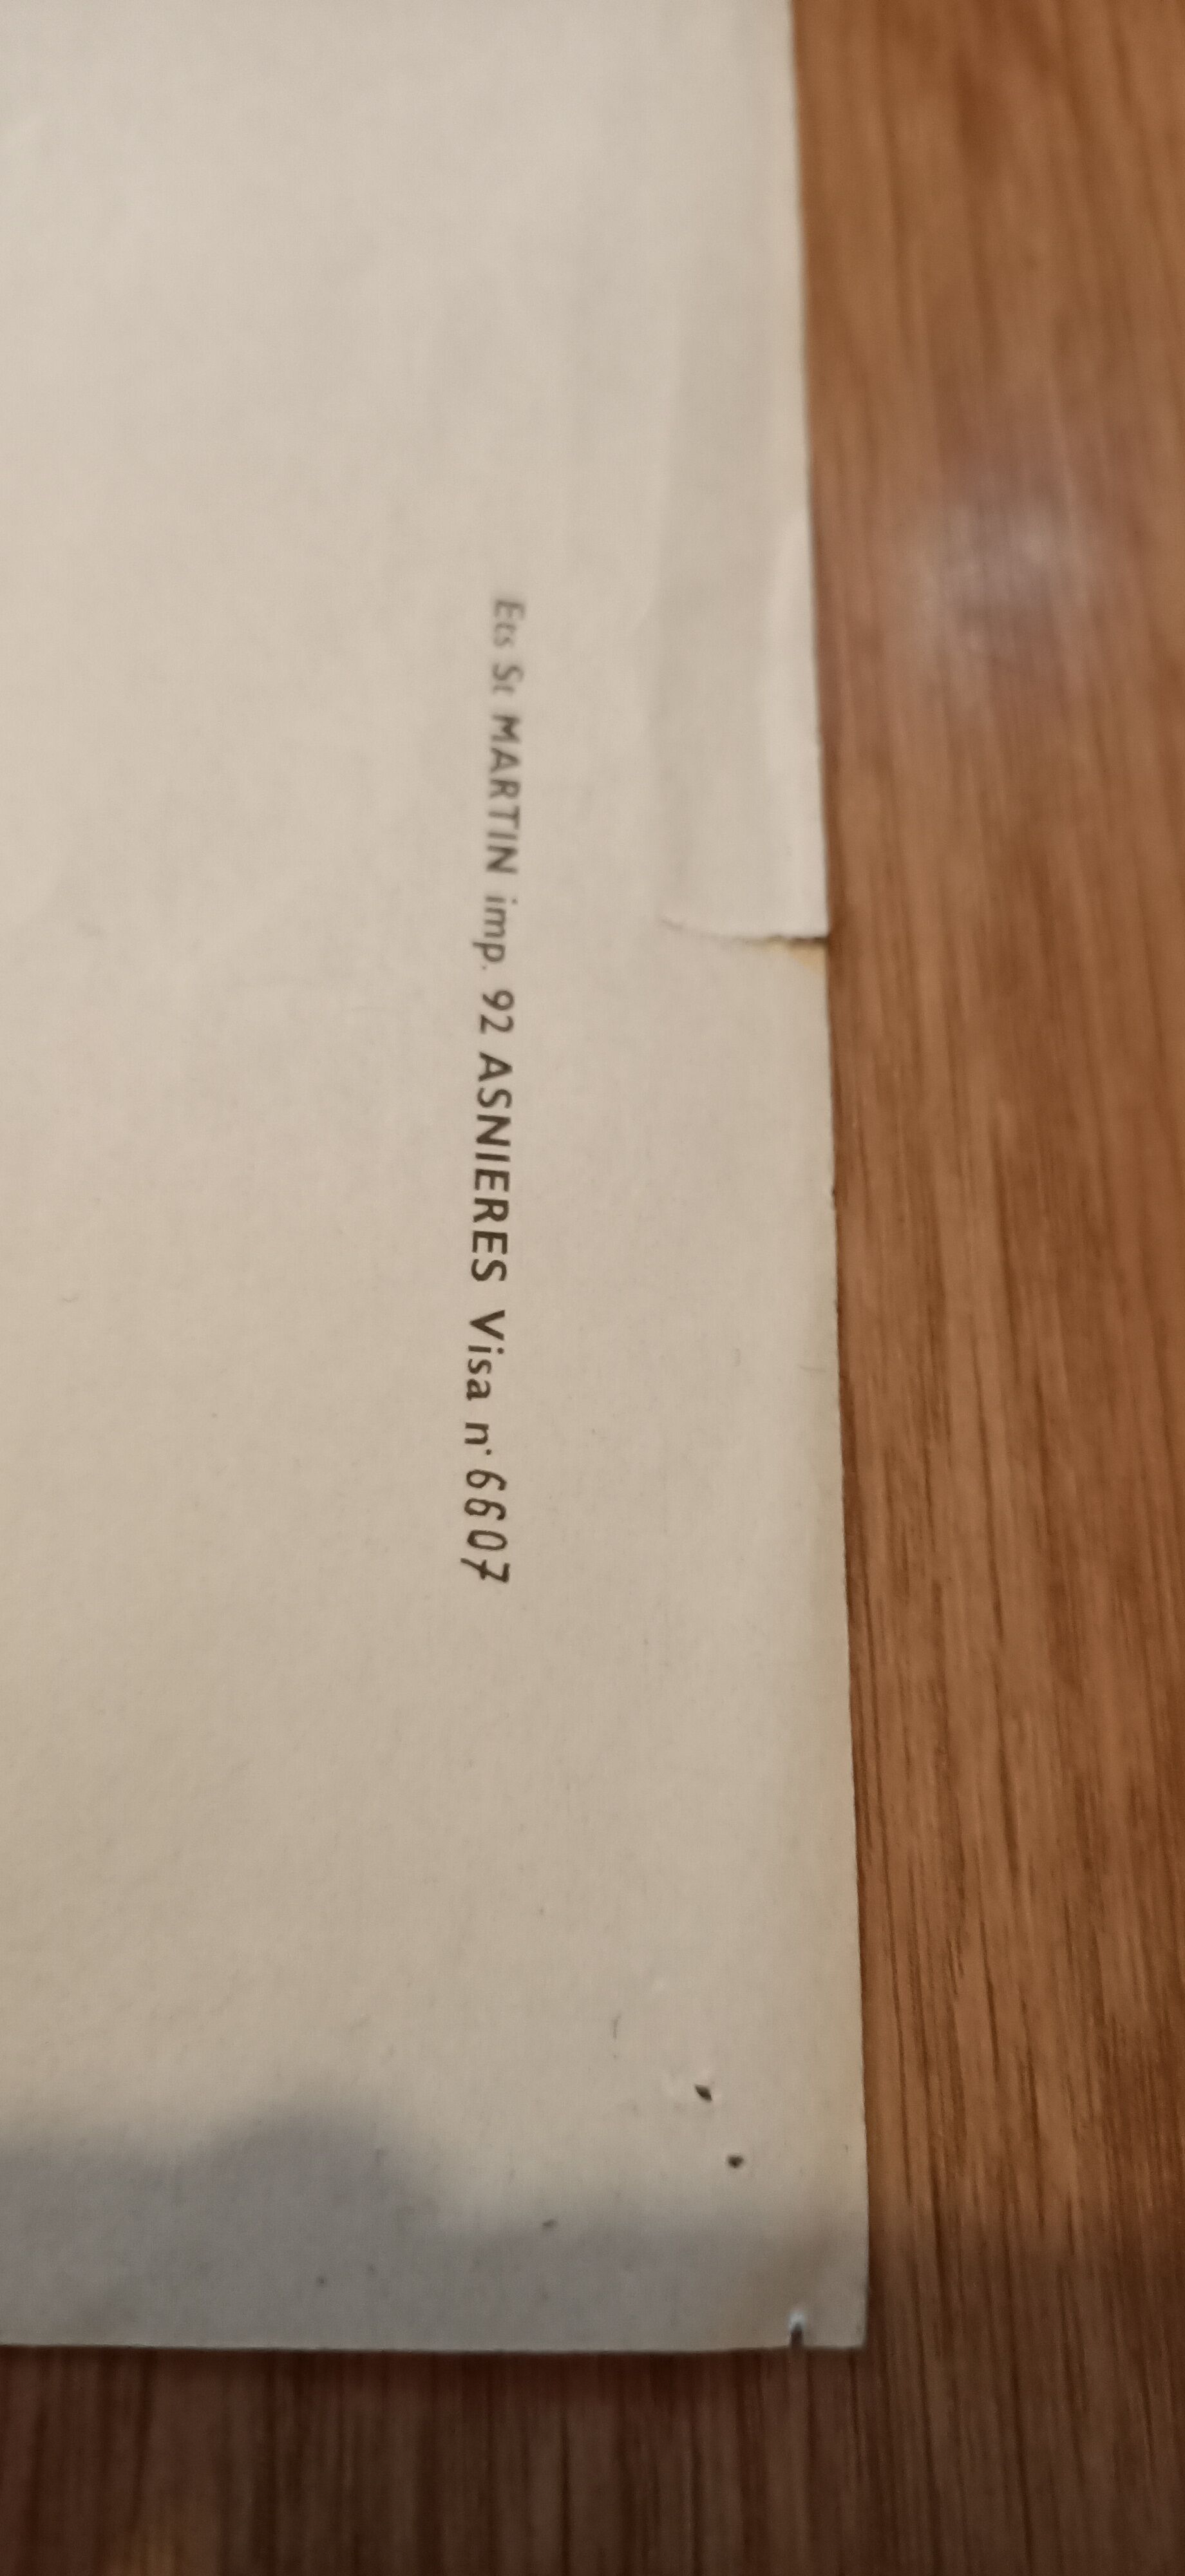 Ets St MARTIN imp. 92 ASNIERES Visa n° 6607